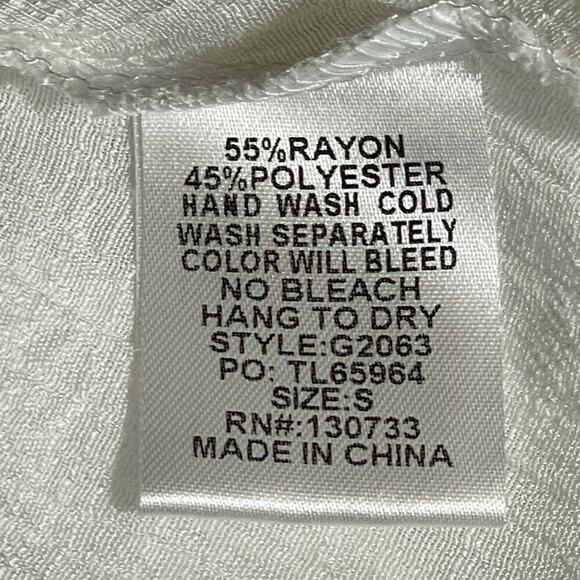 55%RAYON
45%POLYESTER
HAND WASH COLD
WASH SEPARATELY
COLOR WILL BLEED
NO BLEACH
HANG TO DRY
STYLE:G2063
PO: TL65964
SIZE:S
RN#:130733
MADE IN CHINA